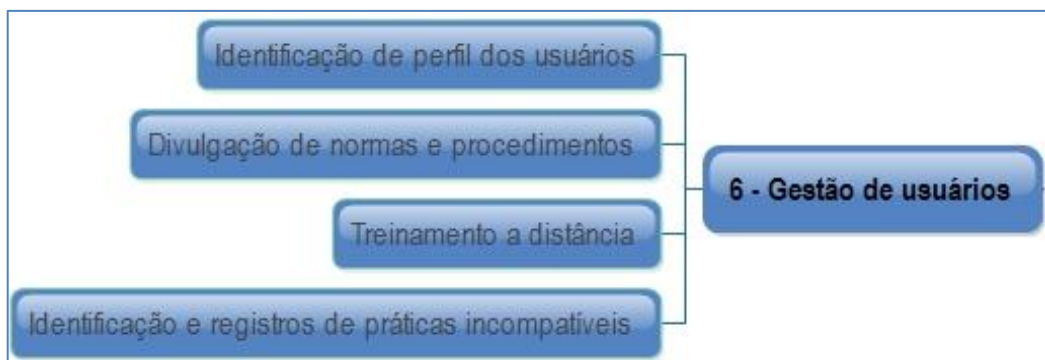 Identificação de perfil dos usuários
Divulgação de normas e procedimentos
6 - Gestão de usuários
Treinamento a distância
Identificação e registros de práticas incompatíveis